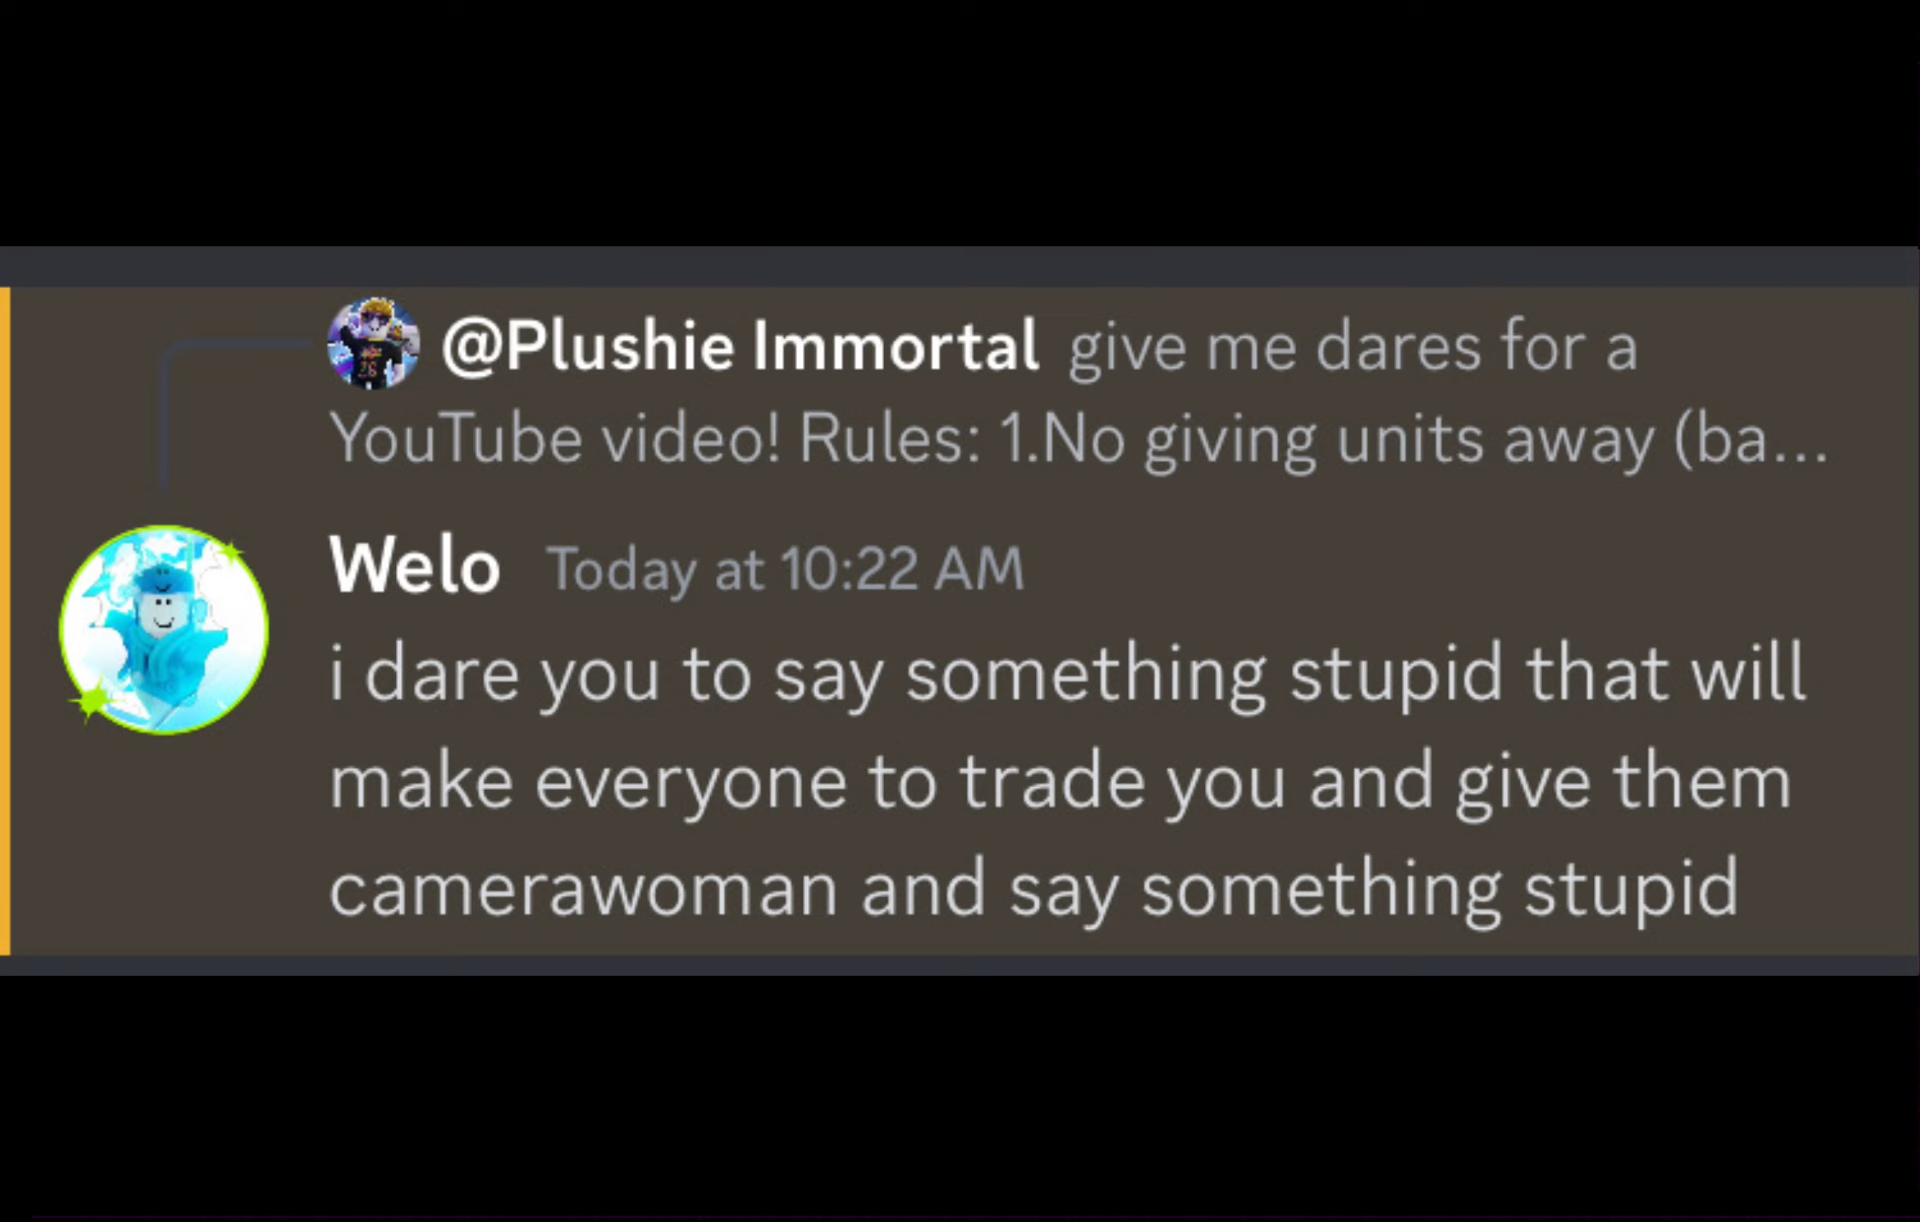 @Plushie Immortal give me dares for a
YouTube video! Rules: 1.No giving units away (ba...
Welo Today at 10:22 AM
i dare you to say something stupid that will
make everyone to trade you and give them
camerawoman and say something stupid